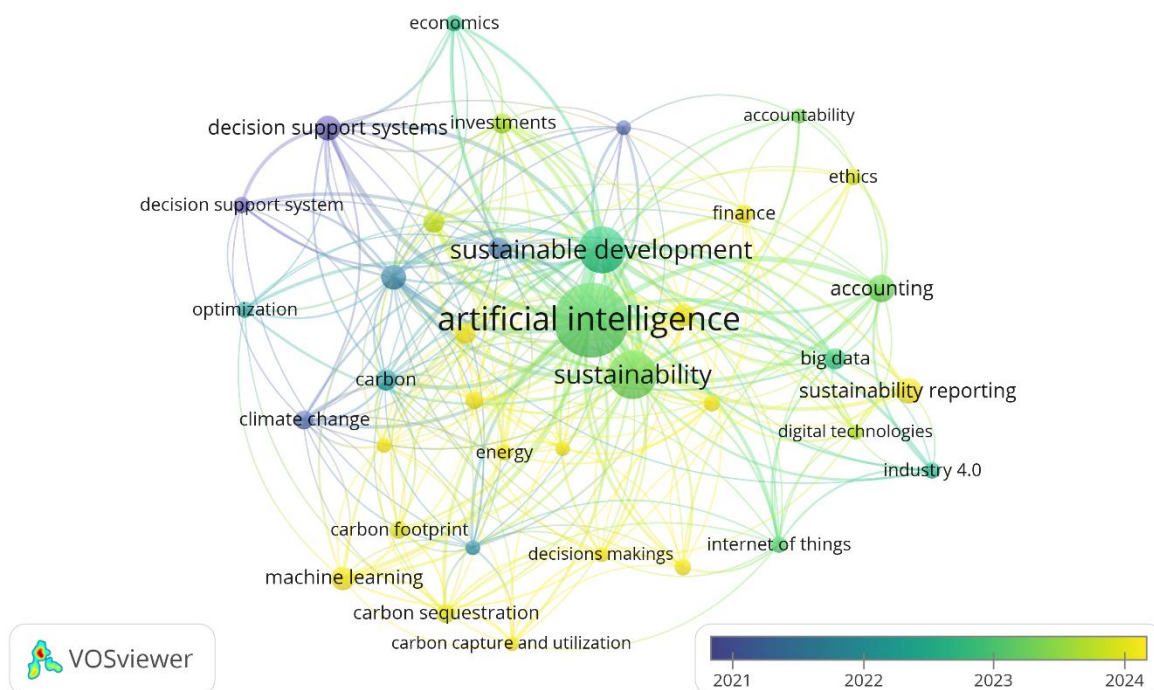 economics
decision support systems
investments
accountability
decision support system
ethics
finance
sustainable development
accounting
optimization
artificial intelligence
big data
carbon
sustainability
sustainability reporting
climate change
digital technologies
energy
industry 4.0
carbon footprint
internet of things
decisions makings
machine learning
carbon sequestration
carbon capture and utilization
VOSviewer
2021 2022 2023 2024